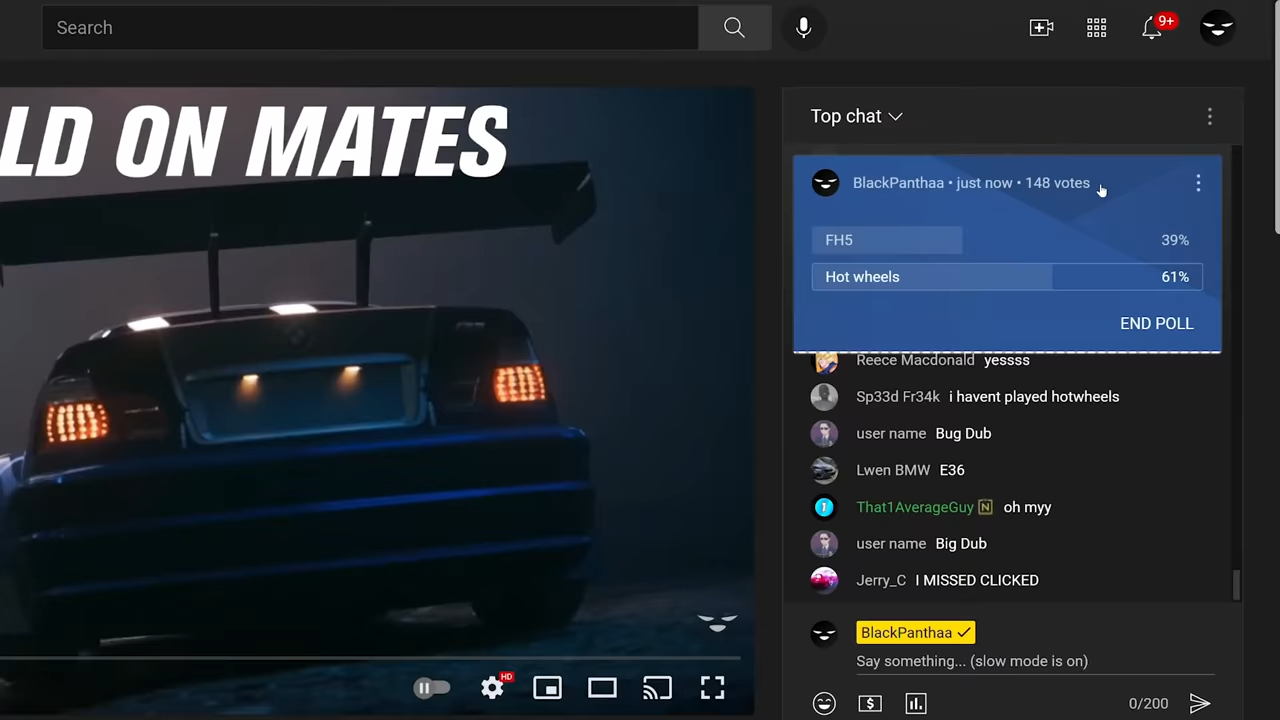 Search
9+
LD ON MATES
Top chat
BlackPanthaa • just now • 148 votes
FH5 39%
Hot wheels 61%
END POLL
Reece Macdonald yessss
Sp33d Fr34k i havent played hotwheels
user name Bug Dub
Lwen BMW E36
That1AverageGuy N oh myy
user name Big Dub
Jerry_C I MISSED CLICKED
BlackPanthaa
Say something... (slow mode is on)
HD
0/200